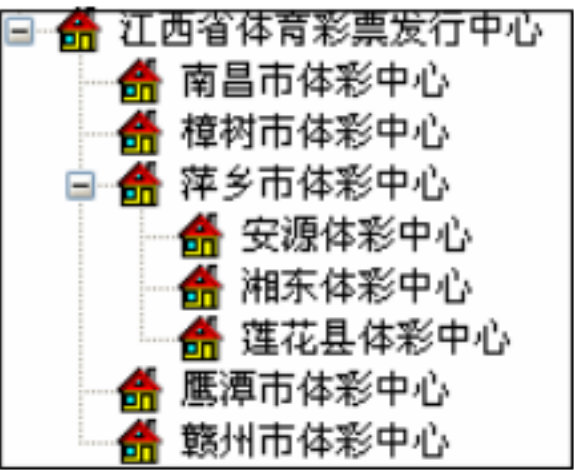 江西省体育彩票发行中心
南昌市体彩中心
樟树市体彩中心
萍乡市体彩中心
安源体彩中心
湘东体彩中心
莲花县体彩中心
鹰潭市体彩中心
赣州市体彩中心